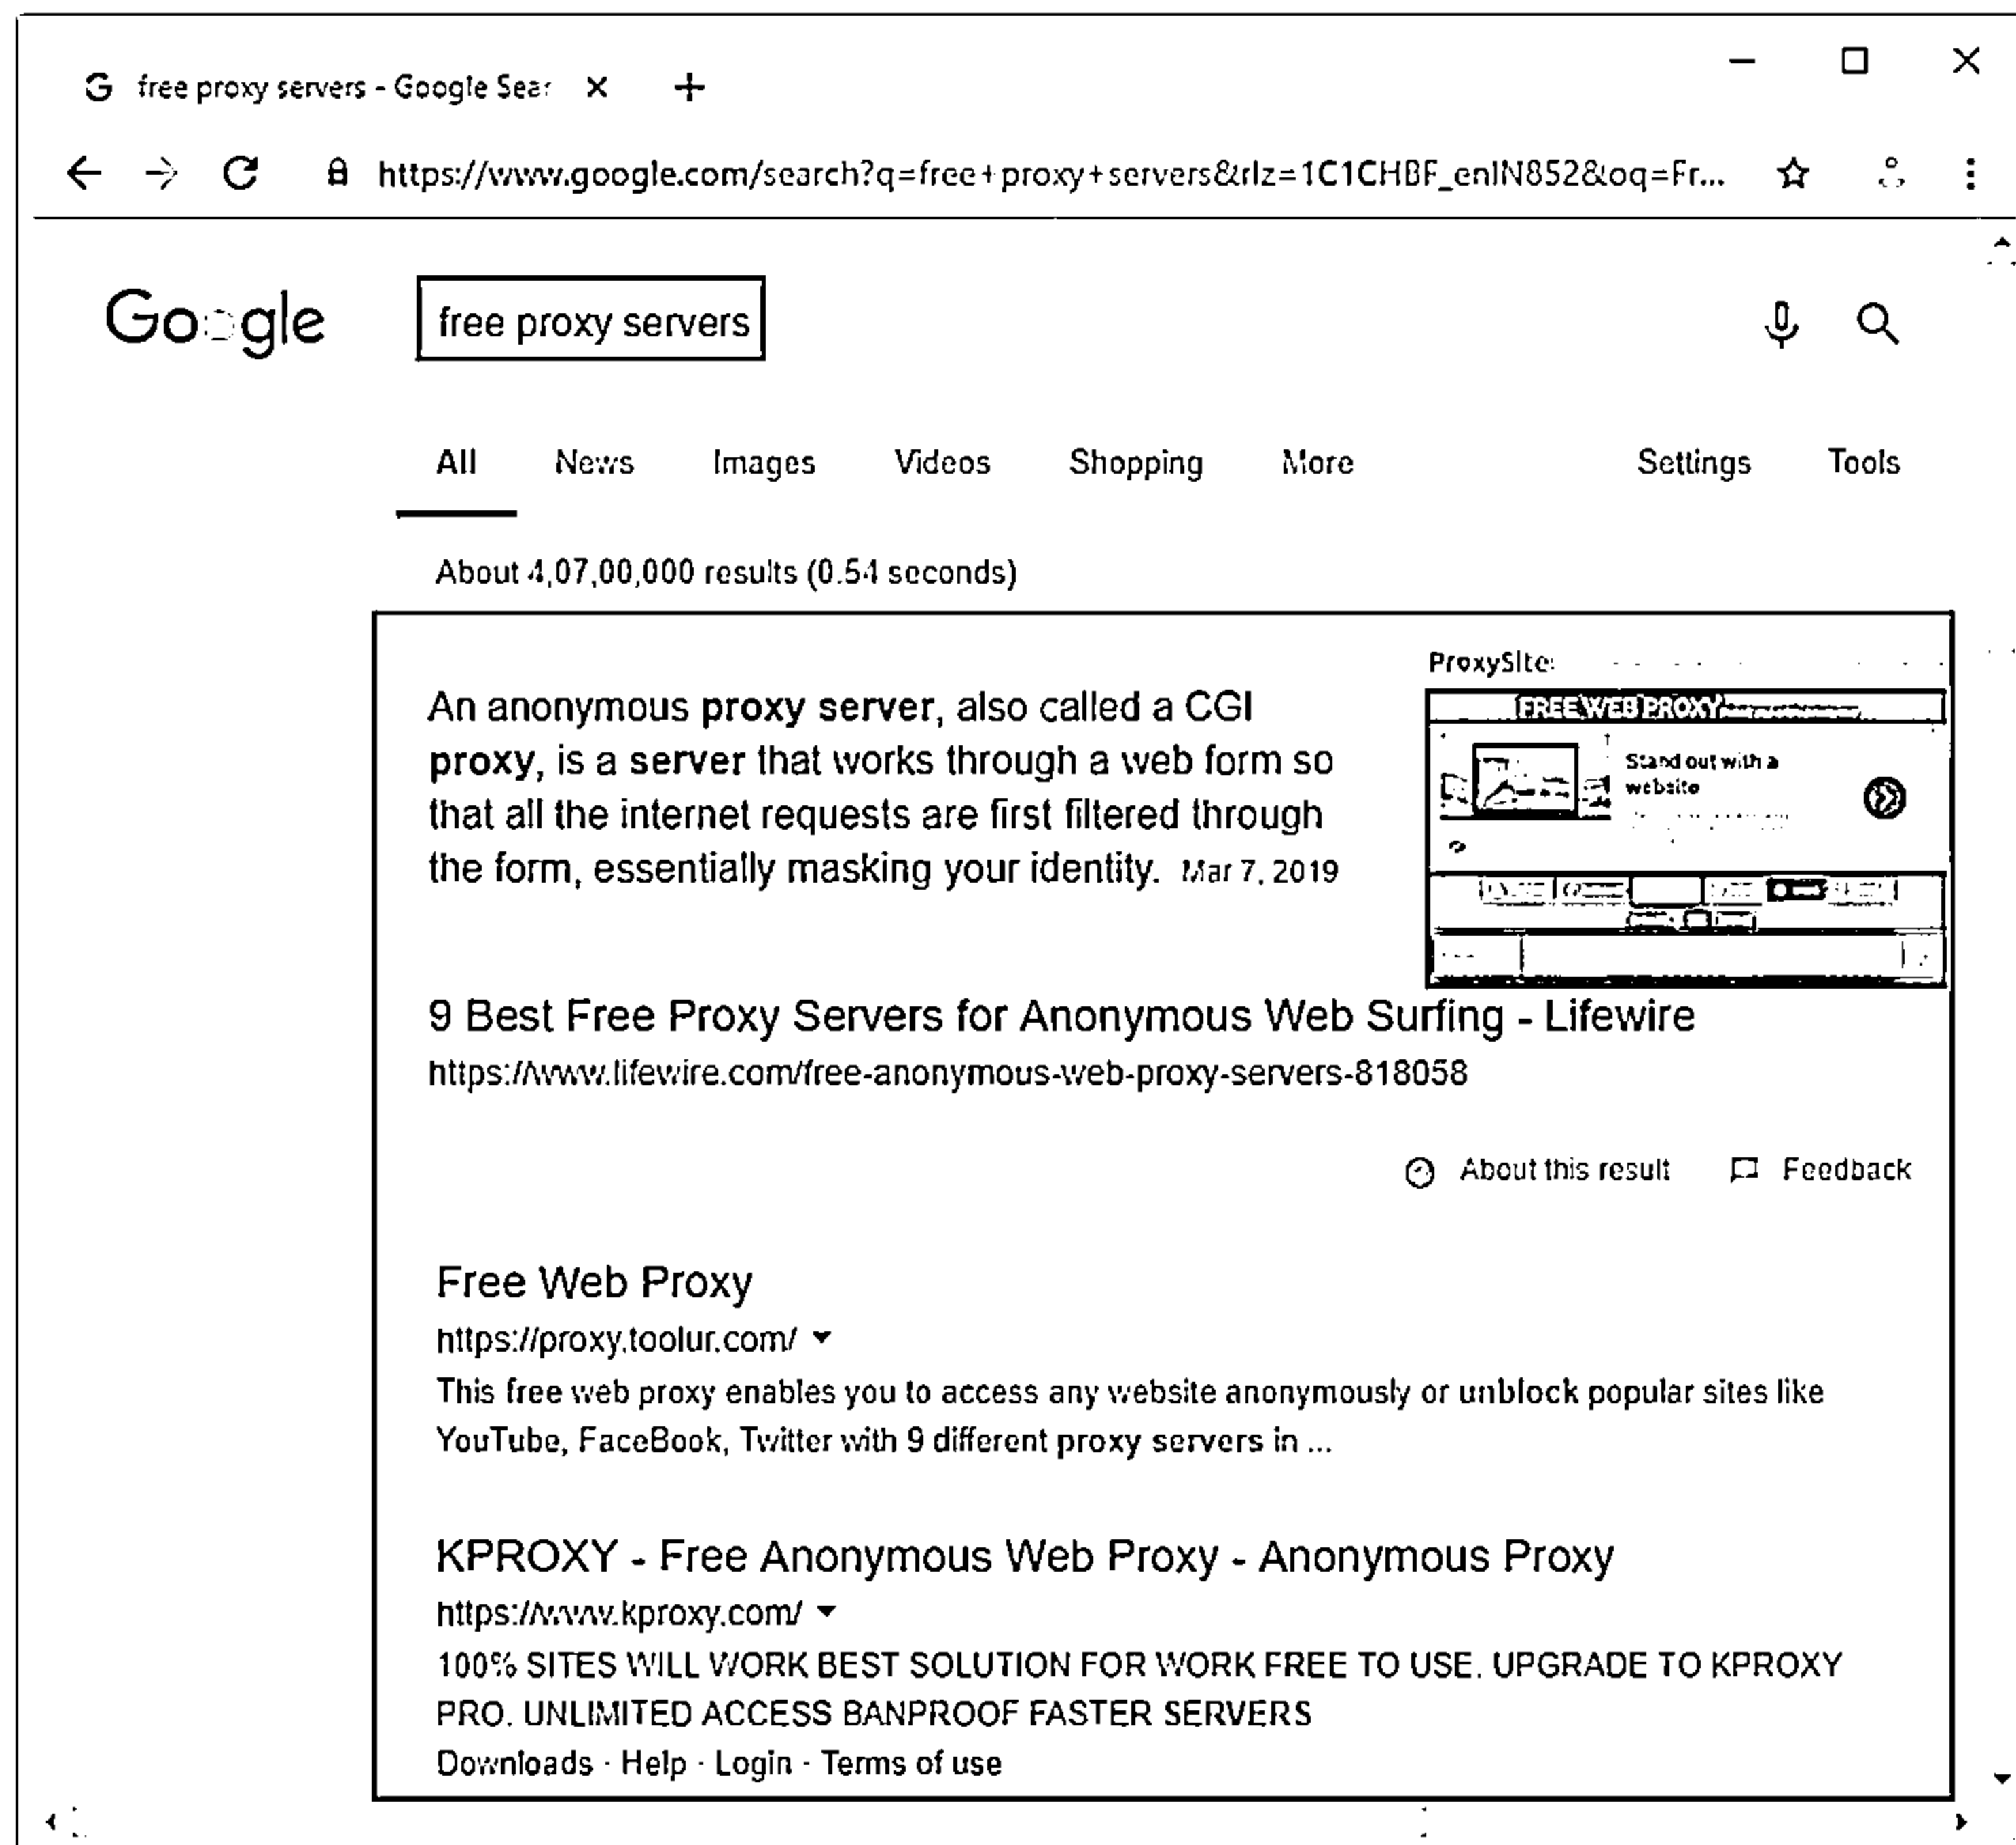 free proxy servers - Google Sear
https://www.google.com/search?q=free+proxy+servers&rlz=1C1CHBF_enIN852&oq=Fr...
Google
free proxy servers
All News Images Videos Shopping More Settings Tools
About 4,07,00,000 results (0.54 seconds)
ProxySite
FREE WEB PROXY
Stand out with a
website
An anonymous proxy server, also called a CGI
proxy, is a server that works through a web form so
that all the internet requests are first filtered through
the form, essentially masking your identity. Mar 7, 2019
9 Best Free Proxy Servers for Anonymous Web Surfing - Lifewire
https://www.lifewire.com/free-anonymous-web-proxy-servers-818058
About this result Feedback
Free Web Proxy
https://proxy.toolur.com/
This free web proxy enables you to access any website anonymously or unblock popular sites like
YouTube, FaceBook, Twitter with 9 different proxy servers in ...
KPROXY - Free Anonymous Web Proxy - Anonymous Proxy
https://www.kproxy.com/
100% SITES WILL WORK BEST SOLUTION FOR WORK FREE TO USE. UPGRADE TO KPROXY
PRO. UNLIMITED ACCESS BANPROOF FASTER SERVERS
Downloads · Help · Login · Terms of use